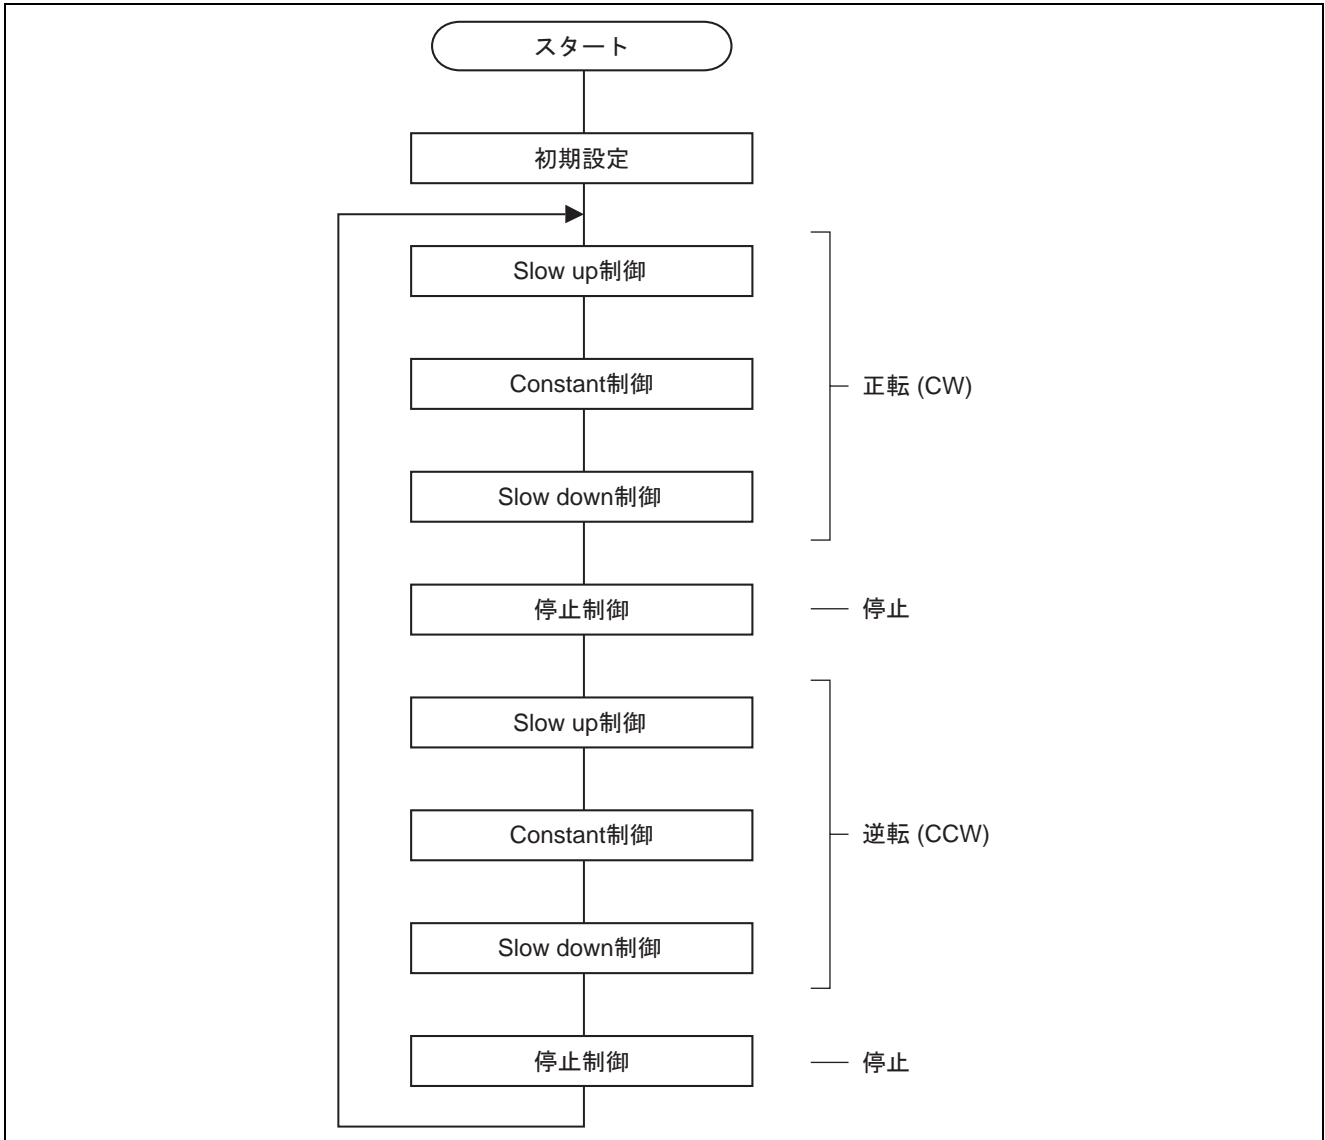 スタート
初期設定
Slow up制御
Constant制御
正転 (CW)
Slow down制御
停止制御
停止
Slow up制御
Constant制御
逆転 (CCW)
Slow down制御
停止制御
停止